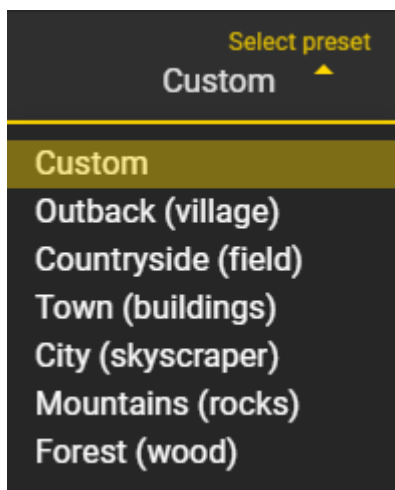 Select preset
Custom
Custom
Outback (village)
Countryside (field)
Town (buildings)
City (skyscraper)
Mountains (rocks)
Forest (wood)